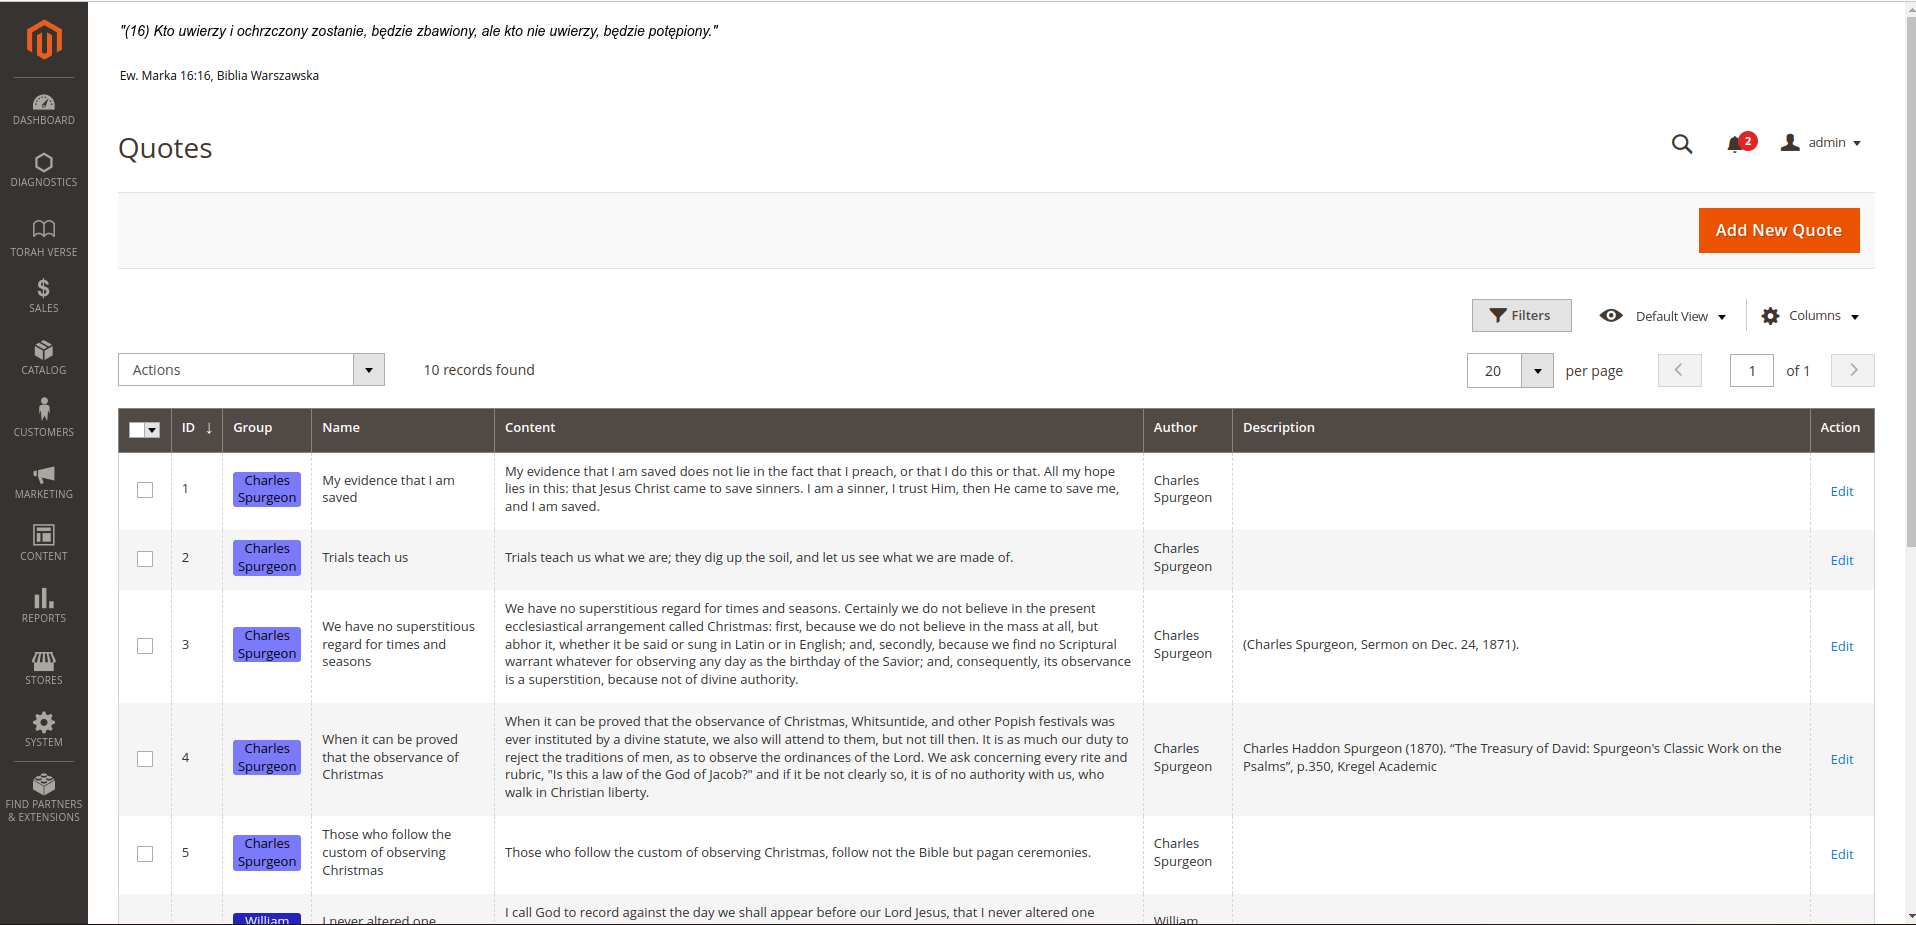 "(16) Kto uwierzy i ochrzczony zostanie, będzie zbawiony, ale kto nie uwierzy, będzie potępiony."
Ew. Marka 16:16, Biblia Warszawska
DASHBOARD
DIAGNOSTICS
TORAH VERSE
SALES
CATALOG
CUSTOMERS
MARKETING
CONTENT
REPORTS
STORES
SYSTEM
FIND PARTNERS
& EXTENSIONS
Quotes
2
admin
Add New Quote
Filters
Default View
Columns
Actions
10 records found
20
per page
1
of 1
ID ↓
Group
Name
Content
Author
Description
Action
1
Charles
Spurgeon
My evidence that I am
saved
My evidence that I am saved does not lie in the fact that I preach, or that I do this or that. All my hope
lies in this: that Jesus Christ came to save sinners. I am a sinner, I trust Him, then He came to save me,
and I am saved.
Charles
Spurgeon
Edit
2
Charles
Spurgeon
Trials teach us
Trials teach us what we are; they dig up the soil, and let us see what we are made of.
Charles
Spurgeon
Edit
3
Charles
Spurgeon
We have no superstitious
regard for times and
seasons
We have no superstitious regard for times and seasons. Certainly we do not believe in the present
ecclesiastical arrangement called Christmas: first, because we do not believe in the mass at all, but
abhor it, whether it be said or sung in Latin or in English; and, secondly, because we find no Scriptural
warrant whatever for observing any day as the birthday of the Savior; and, consequently, its observance
is a superstition, because not of divine authority.
Charles
Spurgeon
(Charles Spurgeon, Sermon on Dec. 24, 1871).
Edit
4
Charles
Spurgeon
When it can be proved
that the observance of
Christmas
When it can be proved that the observance of Christmas, Whitsuntide, and other Popish festivals was
ever instituted by a divine statute, we also will attend to them, but not till then. It is as much our duty to
reject the traditions of men, as to observe the ordinances of the Lord. We ask concerning every rite and
rubric, "Is this a law of the God of Jacob?" and if it be not clearly so, it is of no authority with us, who
walk in Christian liberty.
Charles
Spurgeon
Charles Haddon Spurgeon (1870). “The Treasury of David: Spurgeon's Classic Work on the
Psalms”, p.350, Kregel Academic
Edit
5
Charles
Spurgeon
Those who follow the
custom of observing
Christmas
Those who follow the custom of observing Christmas, follow not the Bible but pagan ceremonies.
Charles
Spurgeon
Edit
William
I never altered one
I call God to record against the day we shall appear before our Lord Jesus, that I never altered one
William